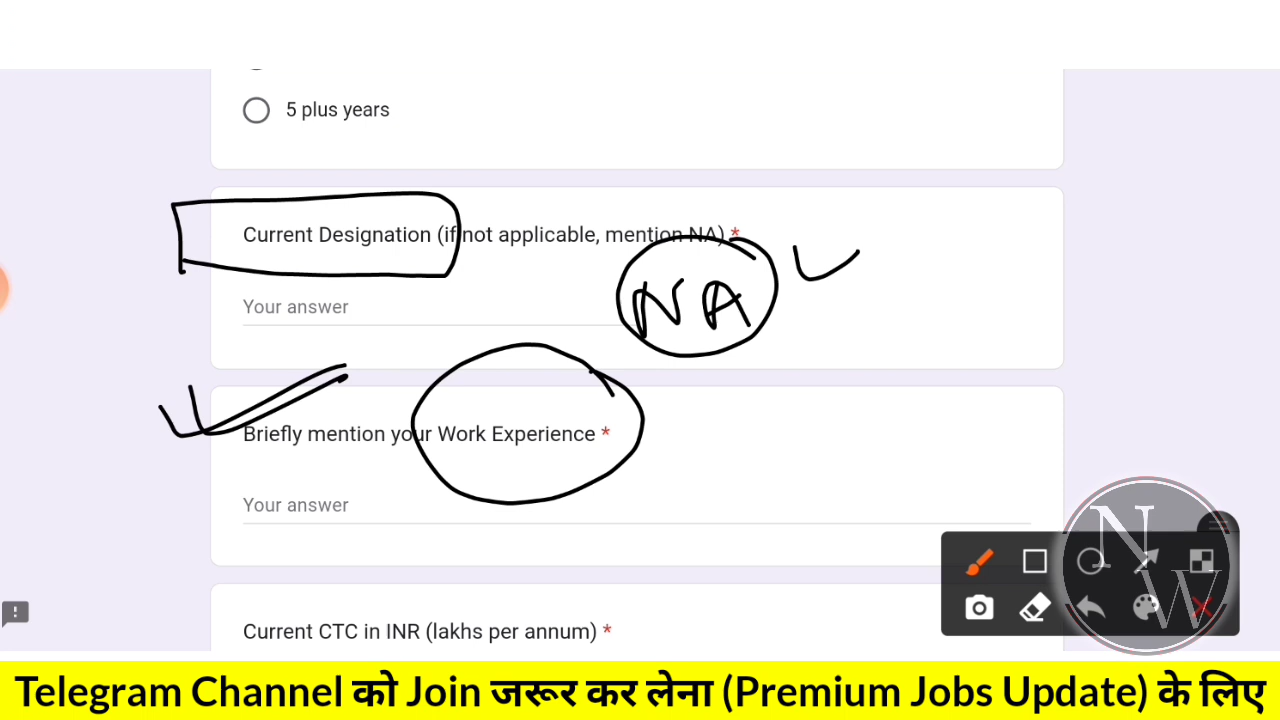 5 plus years
Current Designation (if not applicable, mention NA) *
NA
Your answer
Briefly mention your Work Experience *
Your answer
NW
Current CTC in INR (lakhs per annum) *
Telegram Channel को Join जरूर कर लेना (Premium Jobs Update) के लिए